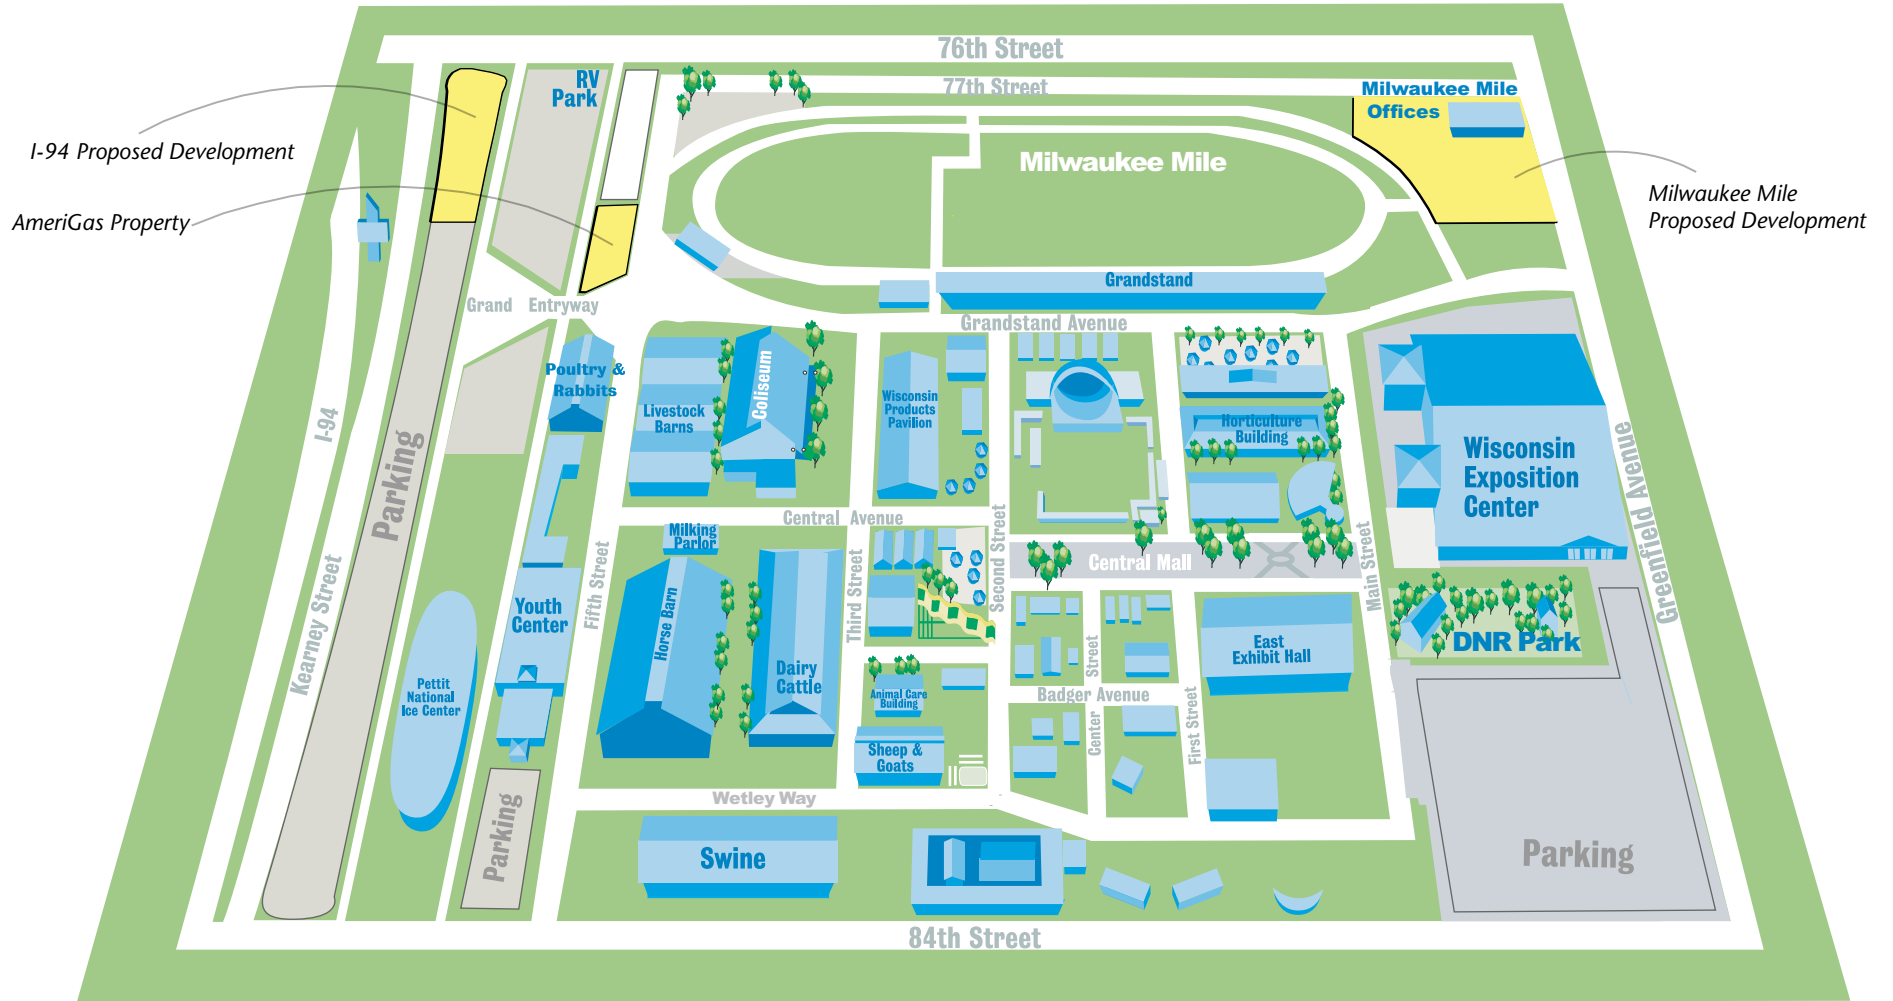 76th Street
77th Street
RV
Park
Milwaukee Mile
Offices
I-94 Proposed Development
Milwaukee Mile
Milwaukee Mile
Proposed Development
AmeriGas Property
Grandstand
Grand Entryway
Grandstand Avenue
Poultry &
Rabbits
Livestock
Barns
Coliseum
Wisconsin
Products
Pavilion
Horticulture
Building
Wisconsin
Exposition
Center
I-94
Parking
Greenfield Avenue
Central Avenue
Milking
Parlor
Second Street
Central Mall
Main Street
Kearney Street
Fifth Street
Third Street
Youth
Center
Horse Barn
Dairy
Cattle
Center Street
East
Exhibit Hall
DNR Park
Pettit
National
Ice Center
Animal Care
Building
Badger Avenue
First Street
Sheep &
Goats
Wetley Way
Parking
Swine
Parking
84th Street